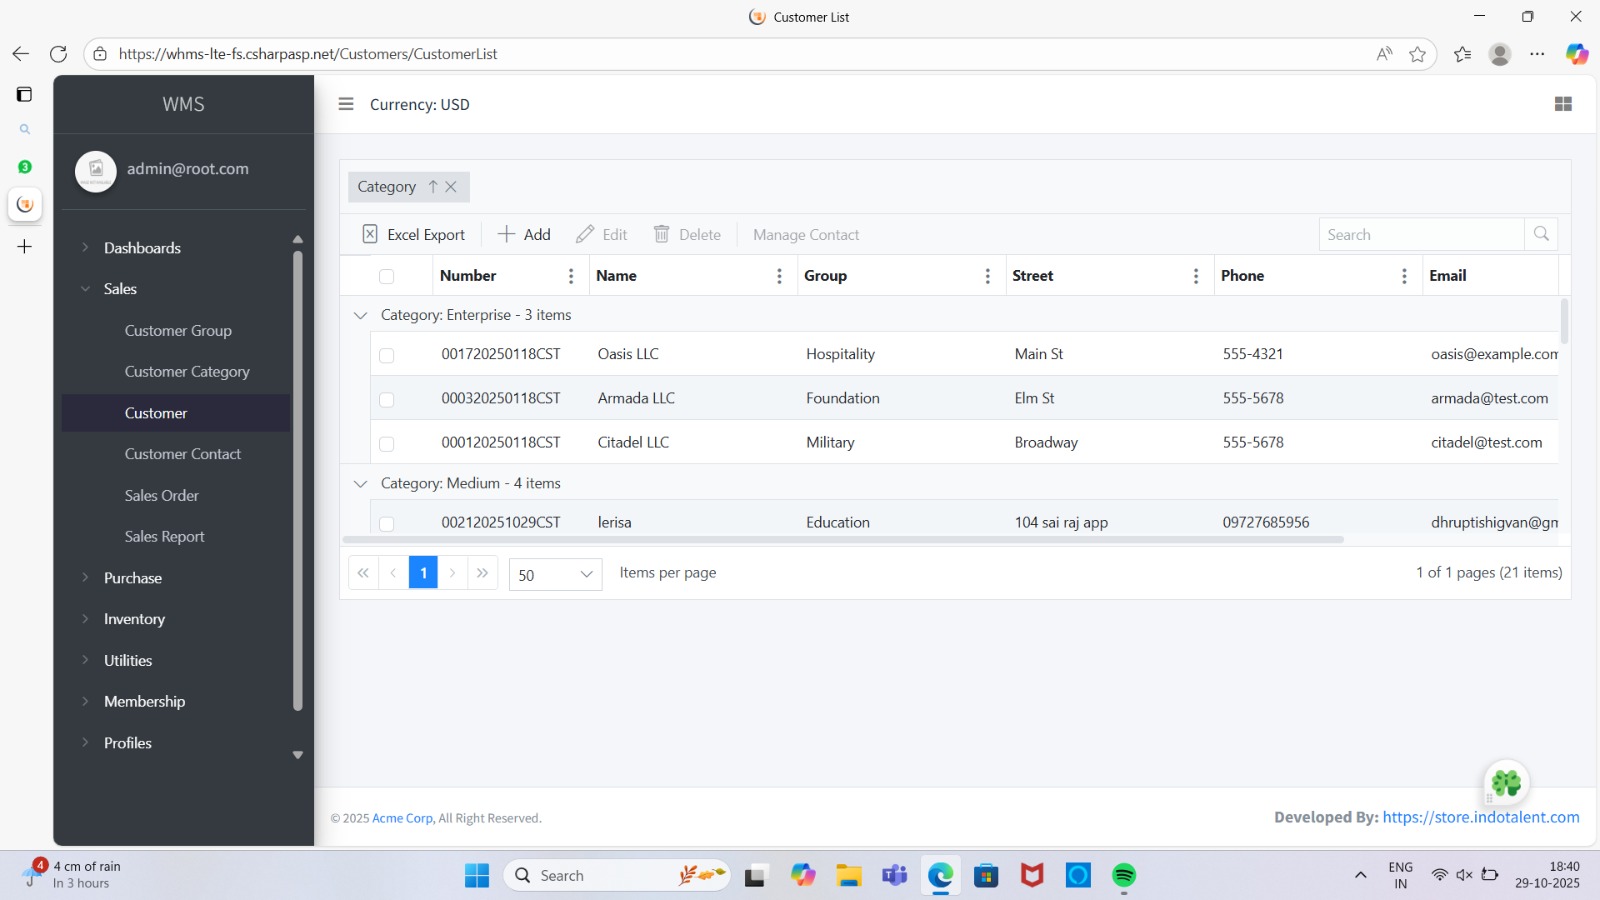 Customer List
https://whms-lte-fs.csharpasp.net/Customers/CustomerList
3
WMS
admin@root.com
Dashboards
Sales
Customer Group
Customer Category
Customer
Customer Contact
Sales Order
Sales Report
Purchase
Inventory
Utilities
Membership
Profiles
Currency: USD
Category
Excel Export Add Edit Delete Manage Contact Search
Number Name Group Street Phone Email
Category: Enterprise - 3 items
001720250118CST Oasis LLC Hospitality Main St 555-4321 oasis@example.com
000320250118CST Armada LLC Foundation Elm St 555-5678 armada@test.com
000120250118CST Citadel LLC Military Broadway 555-5678 citadel@test.com
Category: Medium - 4 items
002120251029CST lerisa Education 104 sai raj app 09727685956 dhruptishigvan@gm
1 50 Items per page 1 of 1 pages (21 items)
© 2025 Acme Corp, All Right Reserved.
Developed By: https://store.indotalent.com
4
4 cm of rain
In 3 hours
Search
ENG
IN
18:40
29-10-2025